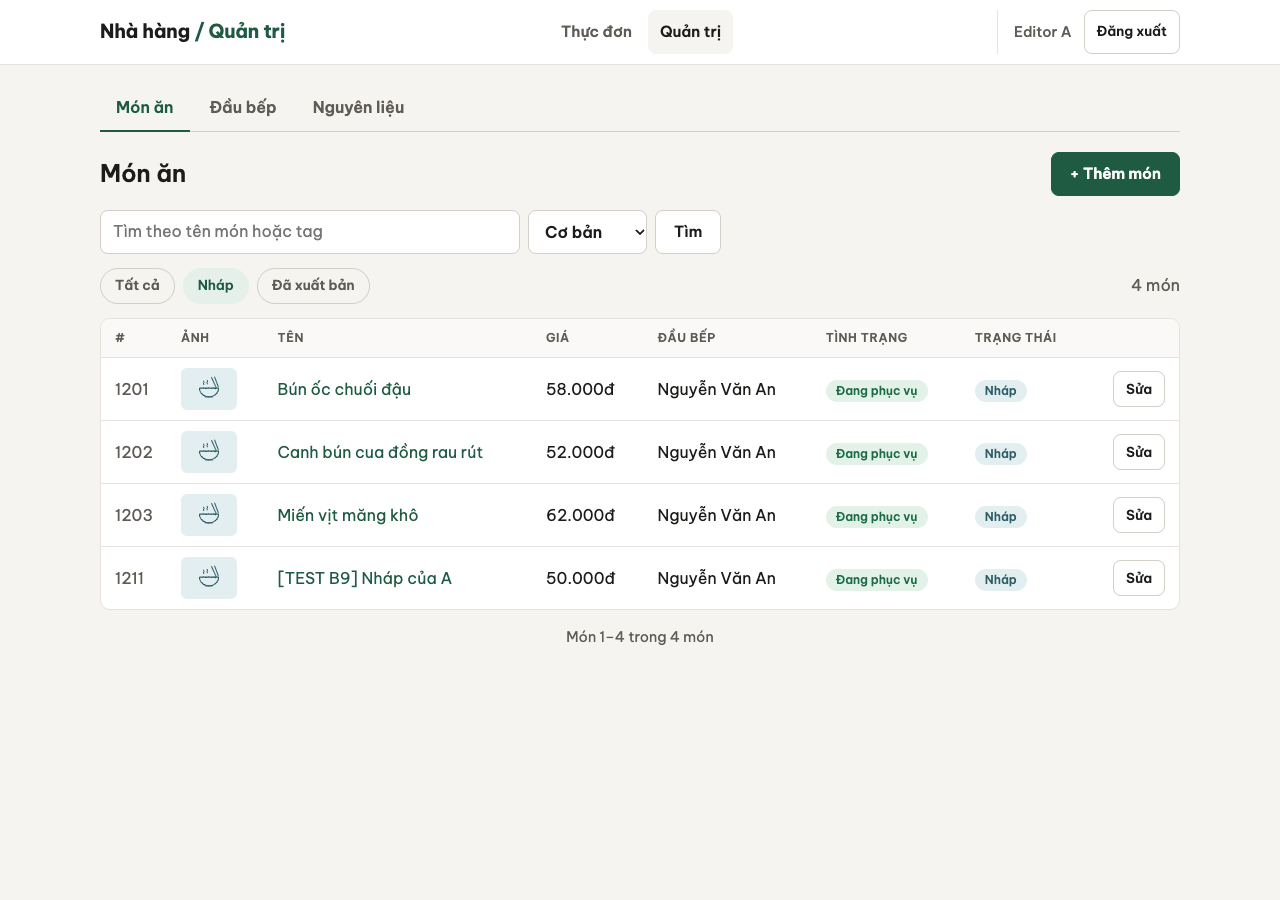 Nhà hàng / Quản trị
Thực đơn
Quản trị
Editor A
Đăng xuất
Món ăn
Đầu bếp
Nguyên liệu
Món ăn
+ Thêm món
Tìm theo tên món hoặc tag
Cơ bản
Tìm
Tất cả
Nháp
Đã xuất bản
4 món
# ẢNH TÊN GIÁ ĐẦU BẾP TÌNH TRẠNG TRẠNG THÁI
1201 Bún ốc chuối đậu 58.000đ Nguyễn Văn An Đang phục vụ Nháp Sửa
1202 Canh bún cua đồng rau rút 52.000đ Nguyễn Văn An Đang phục vụ Nháp Sửa
1203 Miến vịt măng khô 62.000đ Nguyễn Văn An Đang phục vụ Nháp Sửa
1211 [TEST B9] Nháp của A 50.000đ Nguyễn Văn An Đang phục vụ Nháp Sửa
Món 1–4 trong 4 món